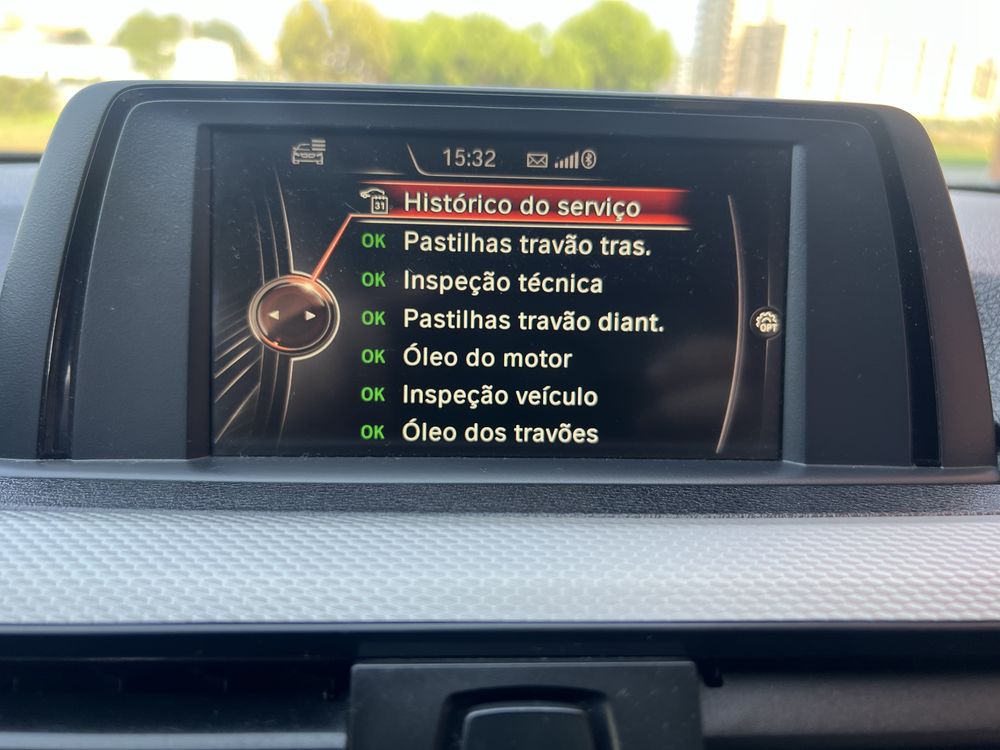 15:32
31 Histórico do serviço
OK Pastilhas travão tras.
OK Inspeção técnica
OK Pastilhas travão diant.
OPT
OK Óleo do motor
OK Inspeção veículo
OK Óleo dos travões